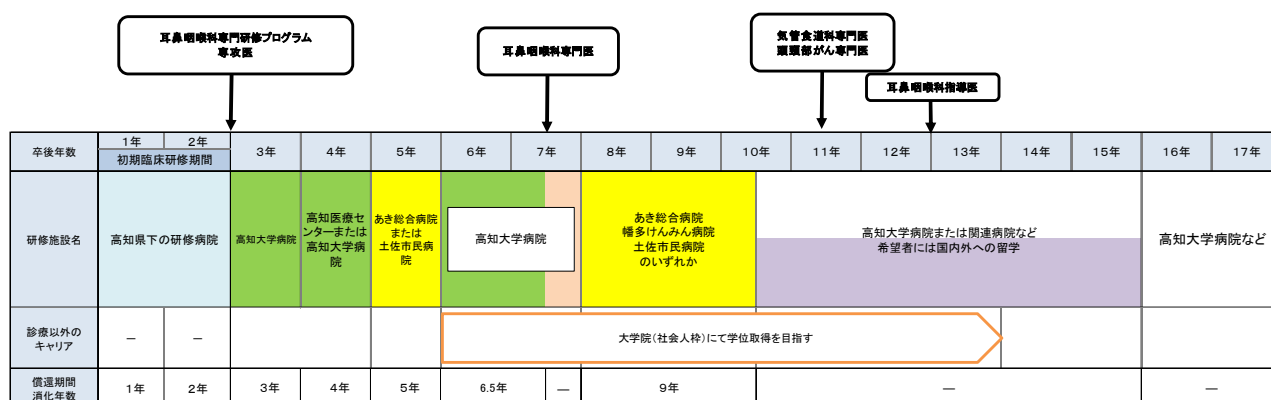 耳鼻咽喉科専門研修プログラム
専攻医
耳鼻咽喉科専門医
気管食道科専門医
頭頸部がん専門医
耳鼻咽喉科指導医
卒後年数
1年
2年
初期臨床研修期間
3年
4年
5年
6年
7年
8年
9年
10年
11年
12年
13年
14年
15年
16年
17年
研修施設名
高知県下の研修病院
高知大学病院
高知医療セ
ンターまたは
高知大学病
院
あき総合病院
または
土佐市民病
院
高知大学病院
あき総合病院
幡多けんみん病院
土佐市民病院
のいずれか
高知大学病院または関連病院など
希望者には国内外への留学
高知大学病院など
診療以外の
キャリア
－
－
大学院（社会人枠）にて学位取得を目指す
償還期間
消化年数
1年
2年
3年
4年
5年
6.5年
－
9年
－
－